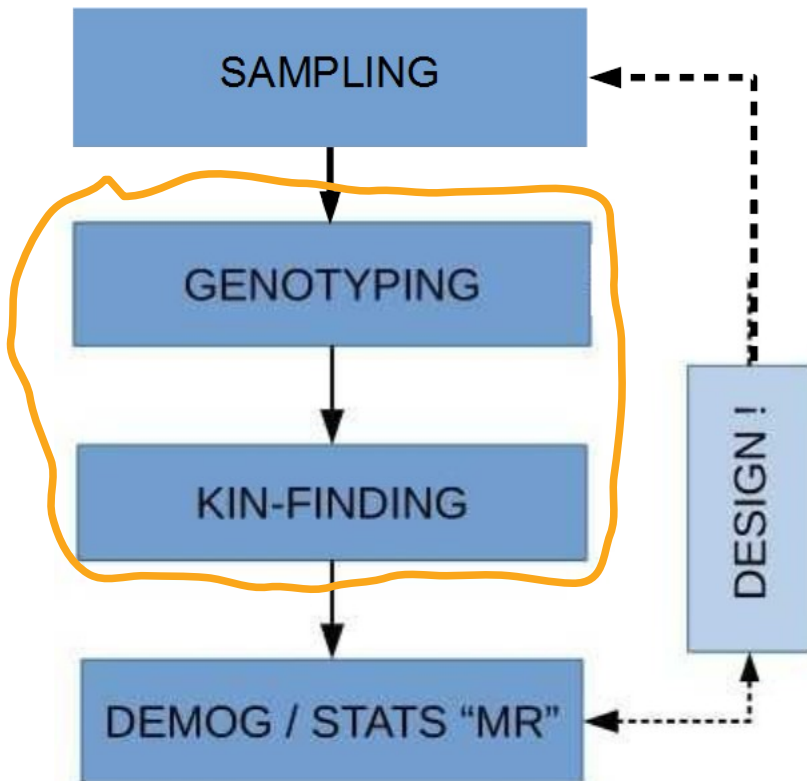 SAMPLING
GENOTYPING
KIN-FINDING
DESIGN !
DEMOG / STATS “MR”